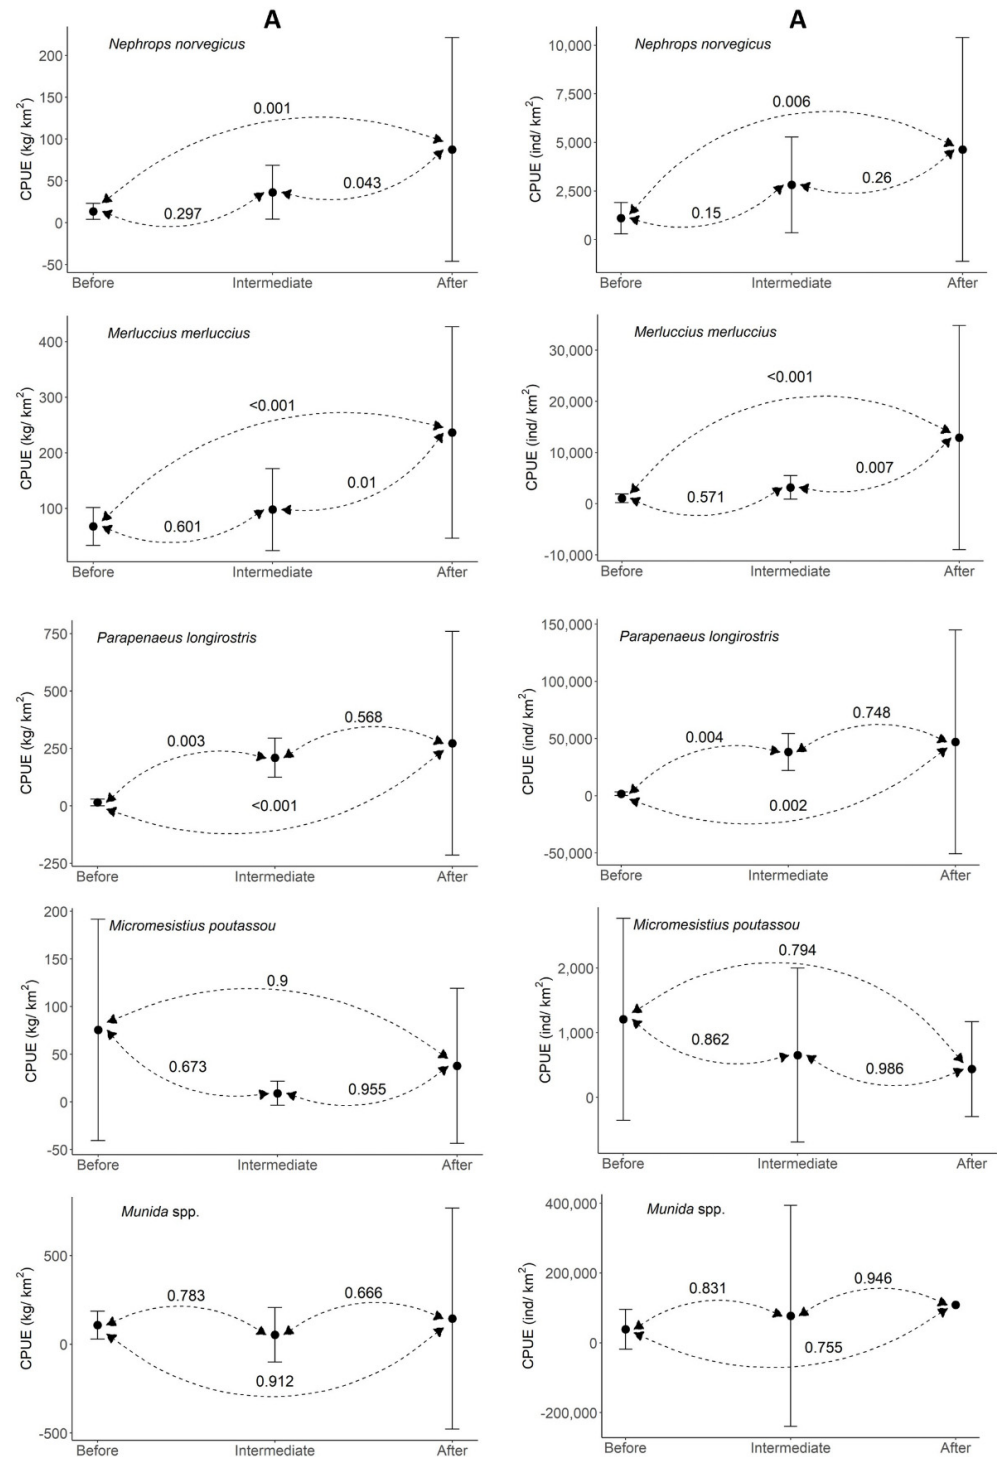 A
Nephrops norvegicus
CPUE (kg/ km²)
200
150
100
50
0
-50
0.001
0.297
0.043
Before Intermediate After
A
Nephrops norvegicus
CPUE (ind/ km²)
10,000
7,500
5,000
2,500
0
0.006
0.15
0.26
Before Intermediate After
Merluccius merluccius
CPUE (kg/ km²)
400
300
200
100
<0.001
0.601
0.01
Before Intermediate After
Merluccius merluccius
CPUE (ind/ km²)
30,000
20,000
10,000
0
-10,000
<0.001
0.571
0.007
Before Intermediate After
Parapenaeus longirostris
CPUE (kg/ km²)
750
500
250
0
-250
0.003
0.568
<0.001
Before Intermediate After
Parapenaeus longirostris
CPUE (ind/ km²)
150,000
100,000
50,000
0
-50,000
0.004
0.748
0.002
Before Intermediate After
Micromesistius poutassou
CPUE (kg/ km²)
200
150
100
50
0
-50
0.9
0.673
0.955
Before Intermediate After
Micromesistius poutassou
CPUE (ind/ km²)
2,000
1,000
0
0.794
0.862
0.986
Before Intermediate After
Munida spp.
CPUE (kg/ km²)
500
0
-500
0.783
0.666
0.912
Before Intermediate After
Munida spp.
CPUE (ind/ km²)
400,000
200,000
0
-200,000
0.831
0.946
0.755
Before Intermediate After